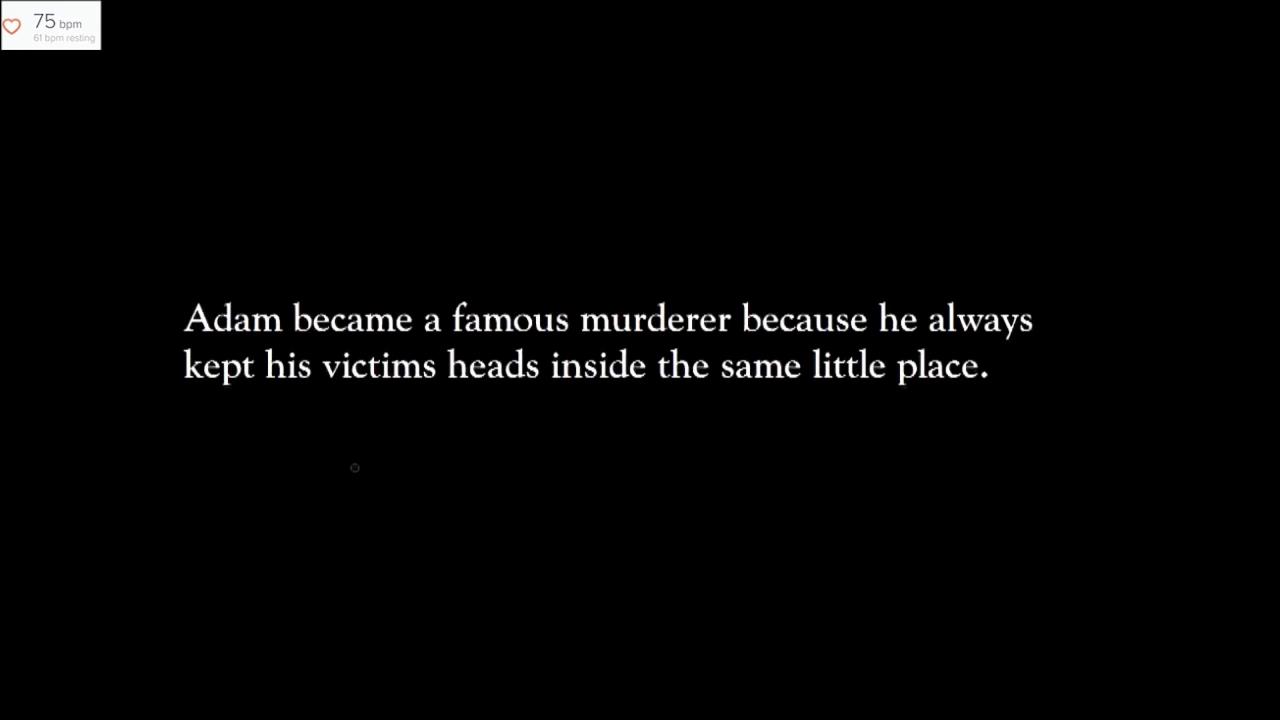 75 bpm
61 bpm resting
Adam became a famous murderer because he always
kept his victims heads inside the same little place.